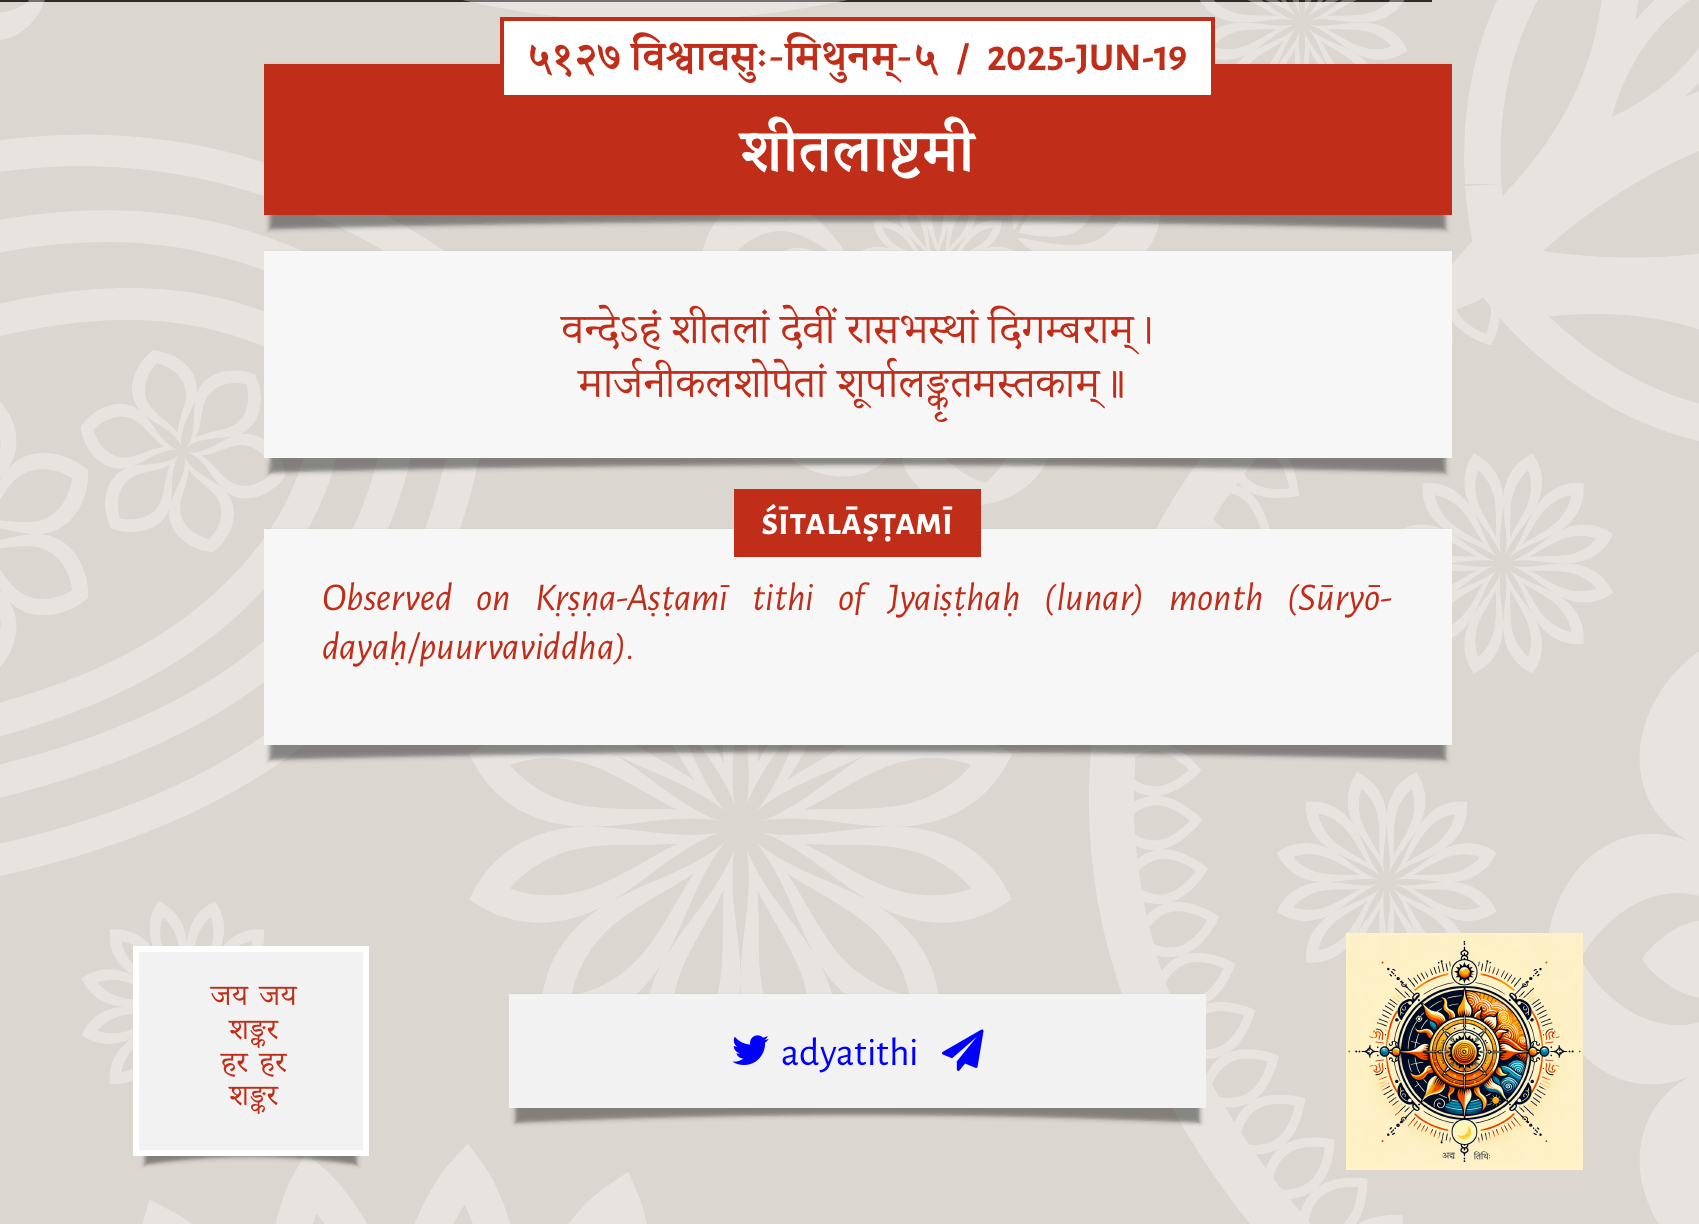 ५१२७ विश्वावसुः-मिथुनम्-५ / 2025-JUN-19
शीतलाष्टमी
वन्देऽहं शीतलां देवीं रासभस्थां दिगम्बराम्।
मार्जनीकलशोपेतां शूर्पालङ्कृतमस्तकाम्॥
ŚĪTALĀṢṬAMĪ
Observed on Kṛṣṇa-Aṣṭamī tithi of Jyaiṣṭhaḥ (lunar) month (Sūryō-
dayaḥ/puurvaviddha).
जय जय
शङ्कर
हर हर
शङ्कर
adyatithi
अद्य तिथिः